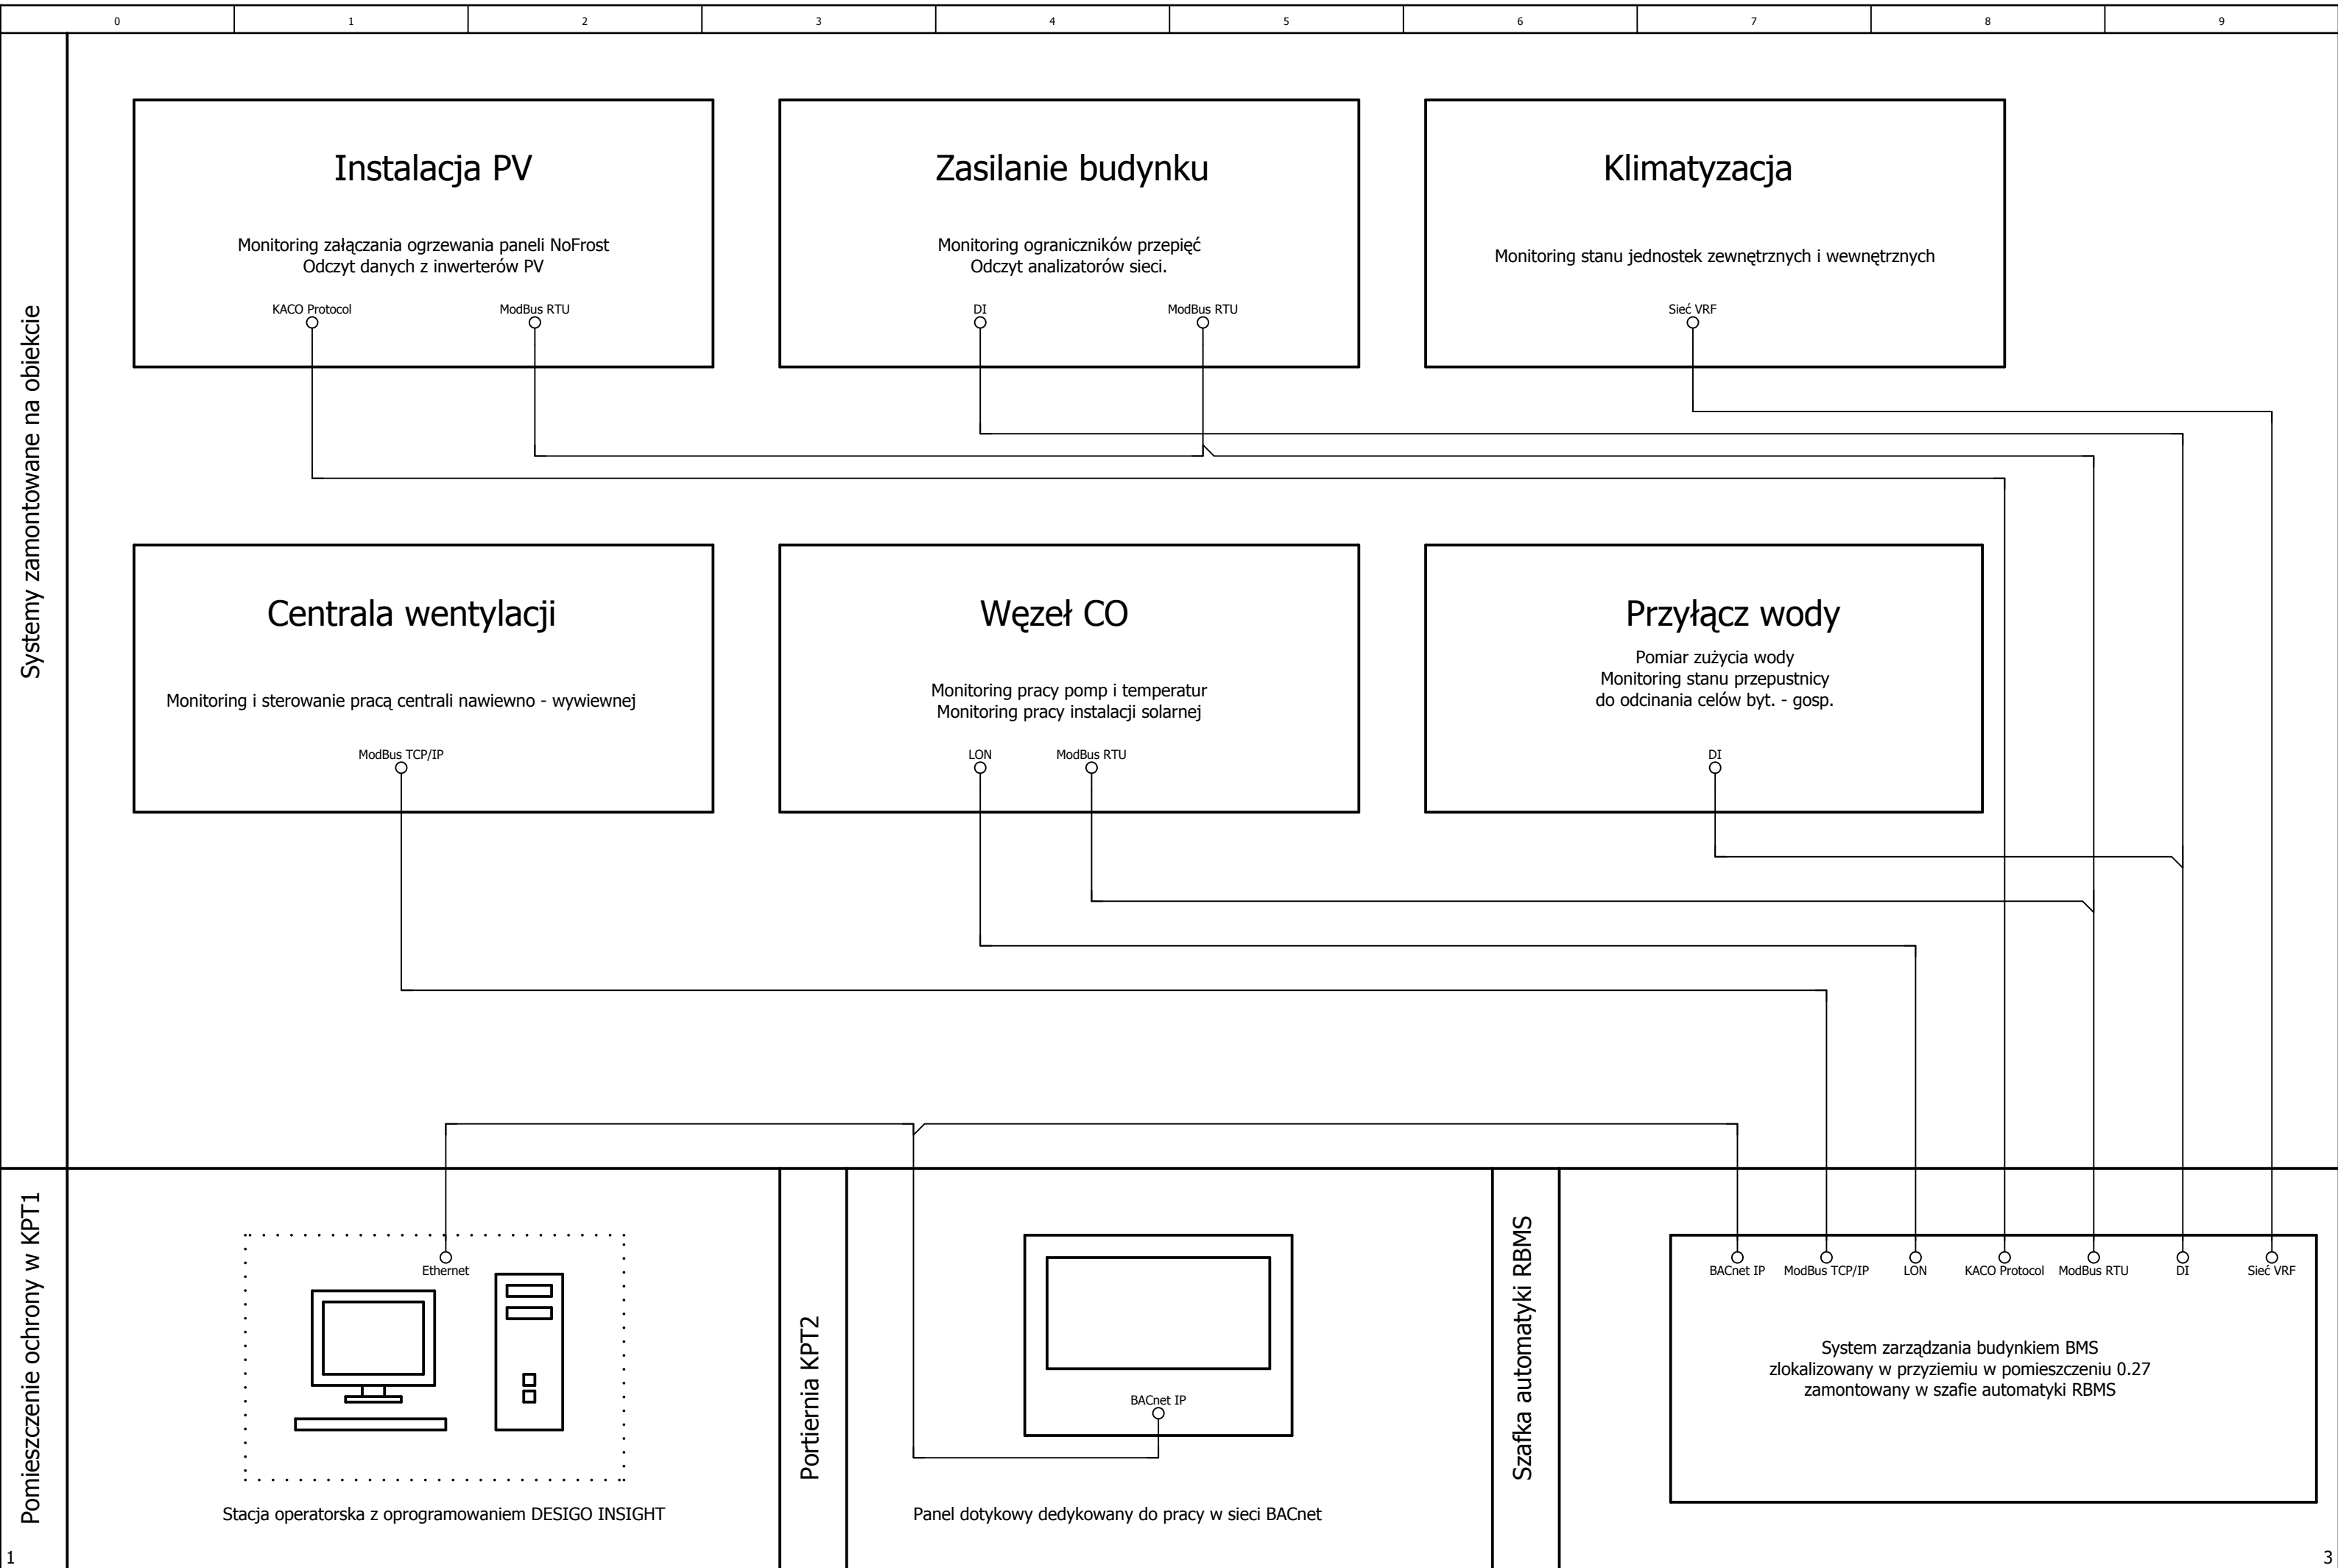 0 1 2 3 4 5 6 7 8 9
Systemy zamontowane na obiekcie
Instalacja PV
Monitoring załączania ogrzewania paneli NoFrost
Odczyt danych z inwerterów PV
KACO Protocol
ModBus RTU
Zasilanie budynku
Monitoring ograniczników przepięć
Odczyt analizatorów sieci.
DI
ModBus RTU
Klimatyzacja
Monitoring stanu jednostek zewnętrznych i wewnętrznych
Sieć VRF
Centrala wentylacji
Monitoring i sterowanie pracą centrali nawiewno - wywiewnej
ModBus TCP/IP
Węzeł CO
Monitoring pracy pomp i temperatur
Monitoring pracy instalacji solarnej
LON
ModBus RTU
Przyłącz wody
Pomiar zużycia wody
Monitoring stanu przepustnicy
do odcinania celów byt. - gosp.
DI
Pomieszczenie ochrony w KPT1
Ethernet
Stacja operatorska z oprogramowaniem DESIGO INSIGHT
Portiernia KPT2
BACnet IP
Panel dotykowy dedykowany do pracy w sieci BACnet
Szafka automatyki RBMS
BACnet IP
ModBus TCP/IP
LON
KACO Protocol
ModBus RTU
DI
Sieć VRF
System zarządzania budynkiem BMS
zlokalizowany w przyziemiu w pomieszczeniu 0.27
zamontowany w szafie automatyki RBMS
1
3